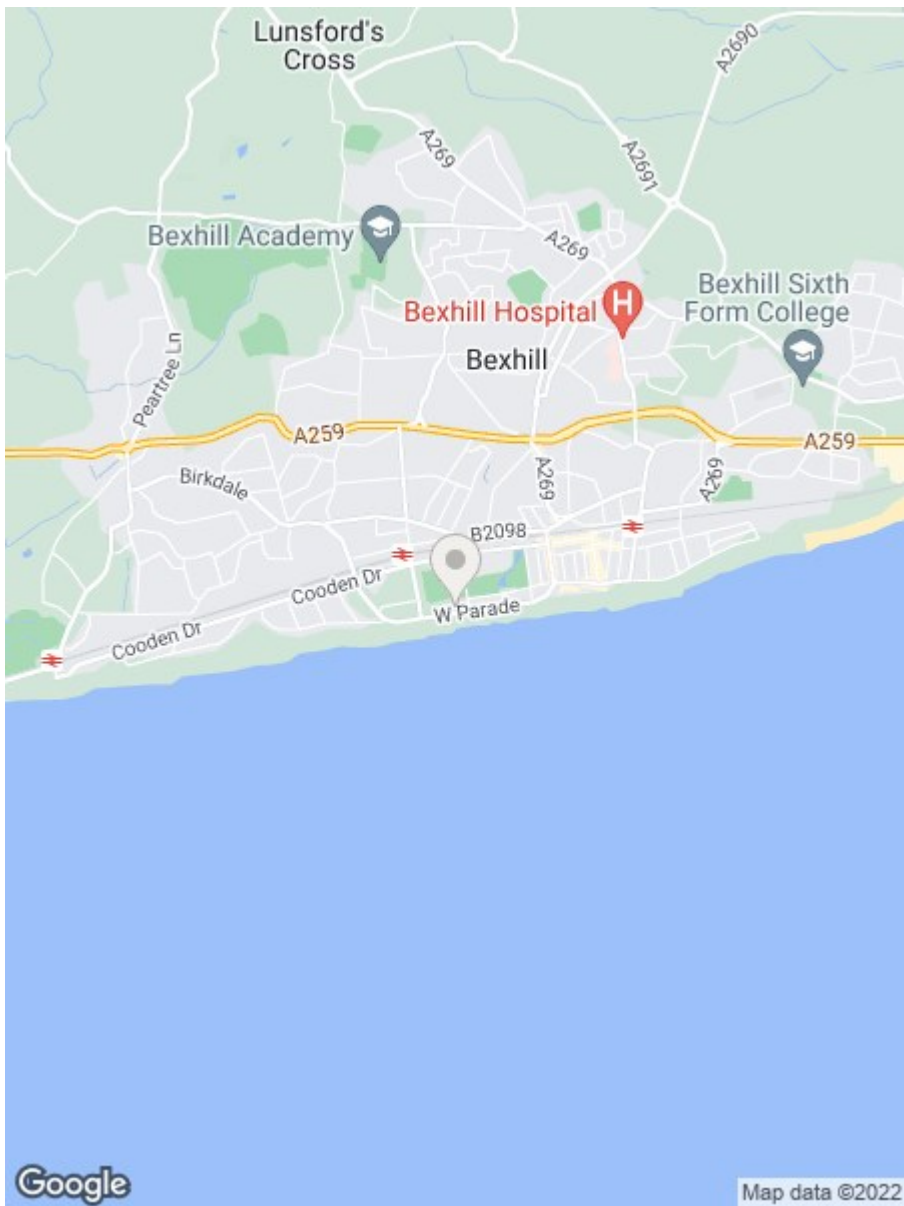 Lunsford's
Cross
A2690
A269
A2691
Bexhill Academy
A269
Bexhill Hospital
H
Bexhill Sixth
Form College
Bexhill
Peartree Ln
A259
A259
Birkdale
A269
A269
B2098
Cooden Dr
W Parade
Cooden Dr
Google
Map data ©2022